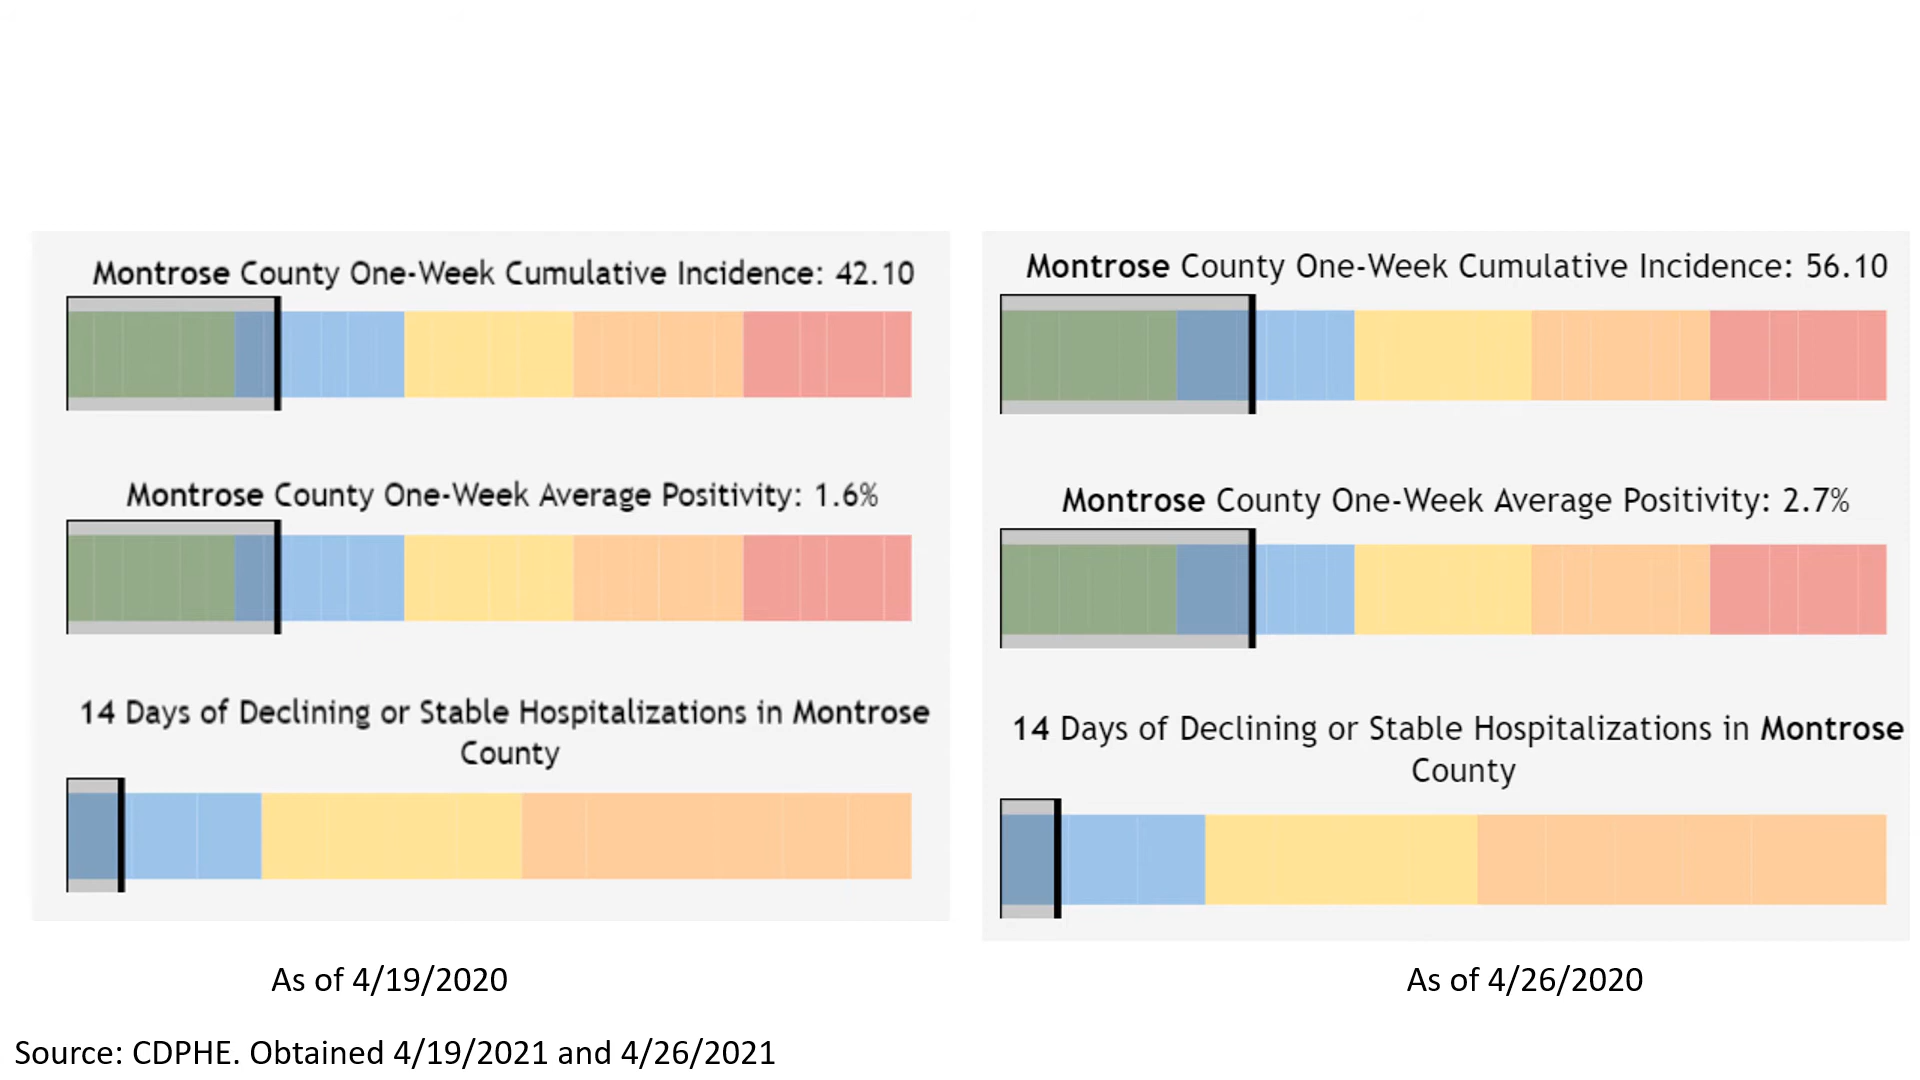 Montrose County One-Week Cumulative Incidence: 42.10
Montrose County One-Week Average Positivity: 1.6%
14 Days of Declining or Stable Hospitalizations in Montrose
County
As of 4/19/2020
Montrose County One-Week Cumulative Incidence: 56.10
Montrose County One-Week Average Positivity: 2.7%
14 Days of Declining or Stable Hospitalizations in Montrose
County
As of 4/26/2020
Source: CDPHE. Obtained 4/19/2021 and 4/26/2021